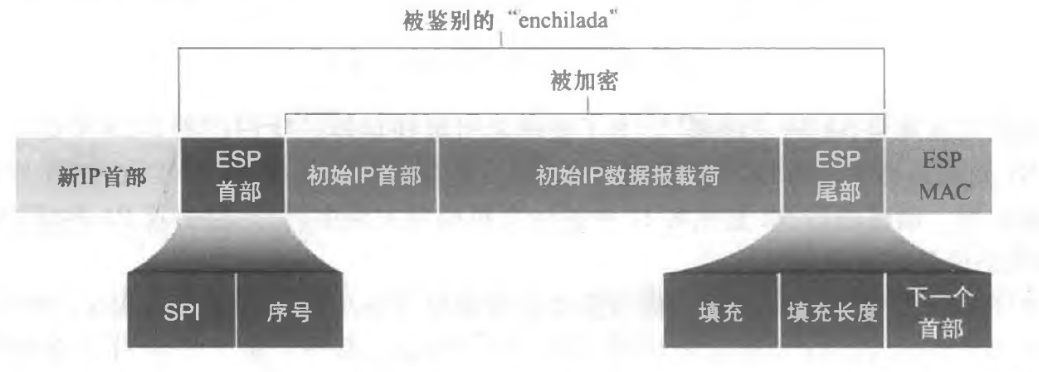 被鉴别的“enchilada”
被加密
新IP首部
ESP
首部
初始IP首部
初始IP数据报载荷
ESP
尾部
ESP
MAC
SPI
序号
填充
填充长度
下一个
首部